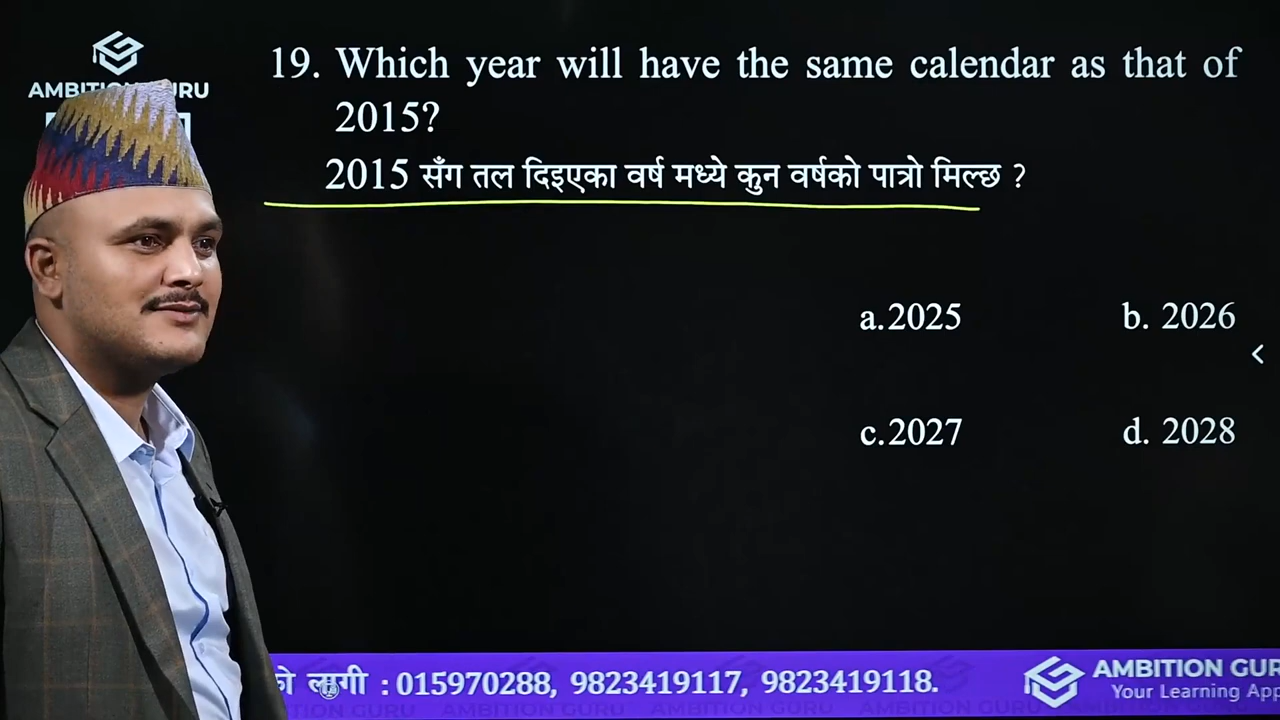 AMBITION GURU
19. Which year will have the same calendar as that of
2015?
2015 सँग तल दिइएका वर्ष मध्ये कुन वर्षको पात्रो मिल्छ ?
a.2025 b. 2026
c.2027 d. 2028
लागी : 015970288, 9823419117, 9823419118.
AMBITION GUR
Your Learning App